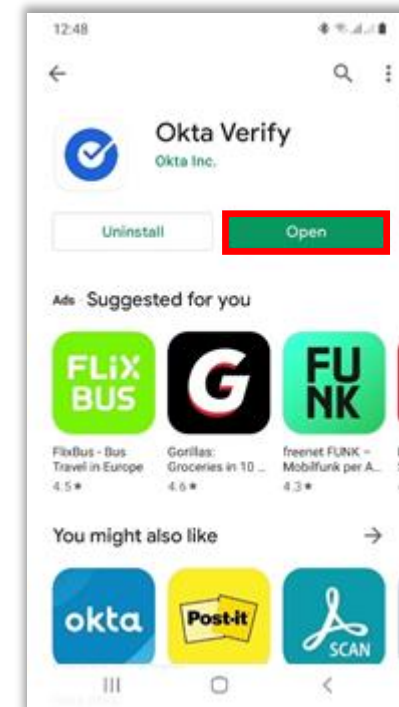 12:48
Okta Verify
Okta Inc.
Uninstall
Open
Ads · Suggested for you
FLiX
BUS
G
FU
NK
FlixBus - Bus
Travel in Europe
4.5★
Gorillas:
Groceries in 10 ...
4.6★
freenet FUNK –
Mobilfunk per A...
4.3★
You might also like
okta
Post-it
SCAN